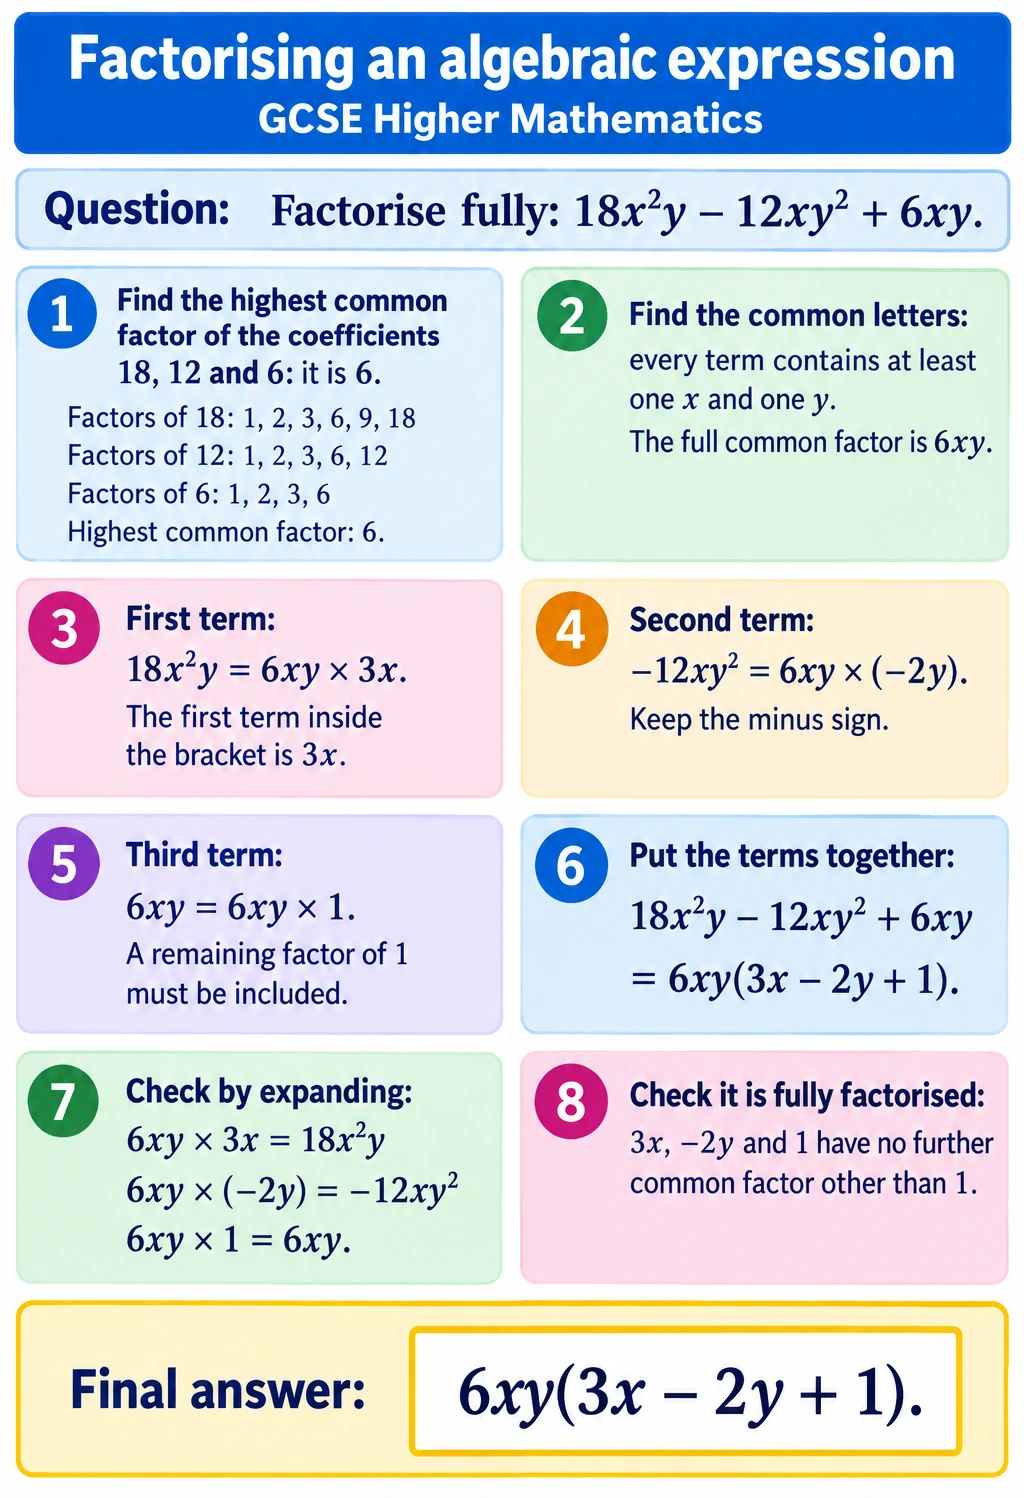 Factorising an algebraic expression
GCSE Higher Mathematics
Question: Factorise fully: 18x²y − 12xy² + 6xy.
1
Find the highest common
factor of the coefficients
18, 12 and 6: it is 6.
Factors of 18: 1, 2, 3, 6, 9, 18
Factors of 12: 1, 2, 3, 6, 12
Factors of 6: 1, 2, 3, 6
Highest common factor: 6.
2
Find the common letters:
every term contains at least
one x and one y.
The full common factor is 6xy.
3
First term:
18x²y = 6xy × 3x.
The first term inside
the bracket is 3x.
4
Second term:
−12xy² = 6xy × (−2y).
Keep the minus sign.
5
Third term:
6xy = 6xy × 1.
A remaining factor of 1
must be included.
6
Put the terms together:
18x²y − 12xy² + 6xy
= 6xy(3x − 2y + 1).
7
Check by expanding:
6xy × 3x = 18x²y
6xy × (−2y) = −12xy²
6xy × 1 = 6xy.
8
Check it is fully factorised:
3x, −2y and 1 have no further
common factor other than 1.
Final answer: 6xy(3x − 2y + 1).